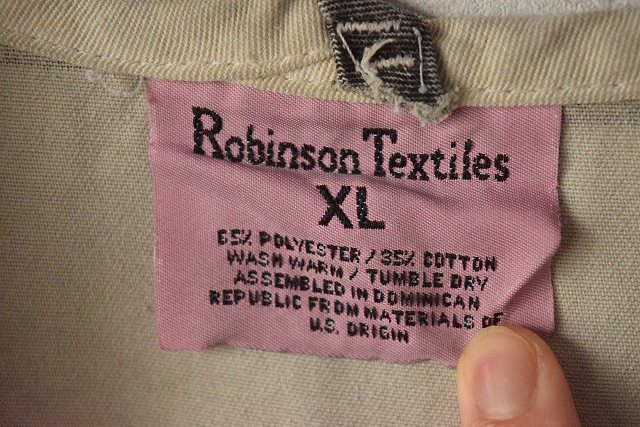 Robinson Textiles
XL
65% POLYESTER / 35% COTTON
WASH WARM / TUMBLE DRY
ASSEMBLED IN DOMINICAN
REPUBLIC FROM MATERIALS OF
U.S. ORIGIN